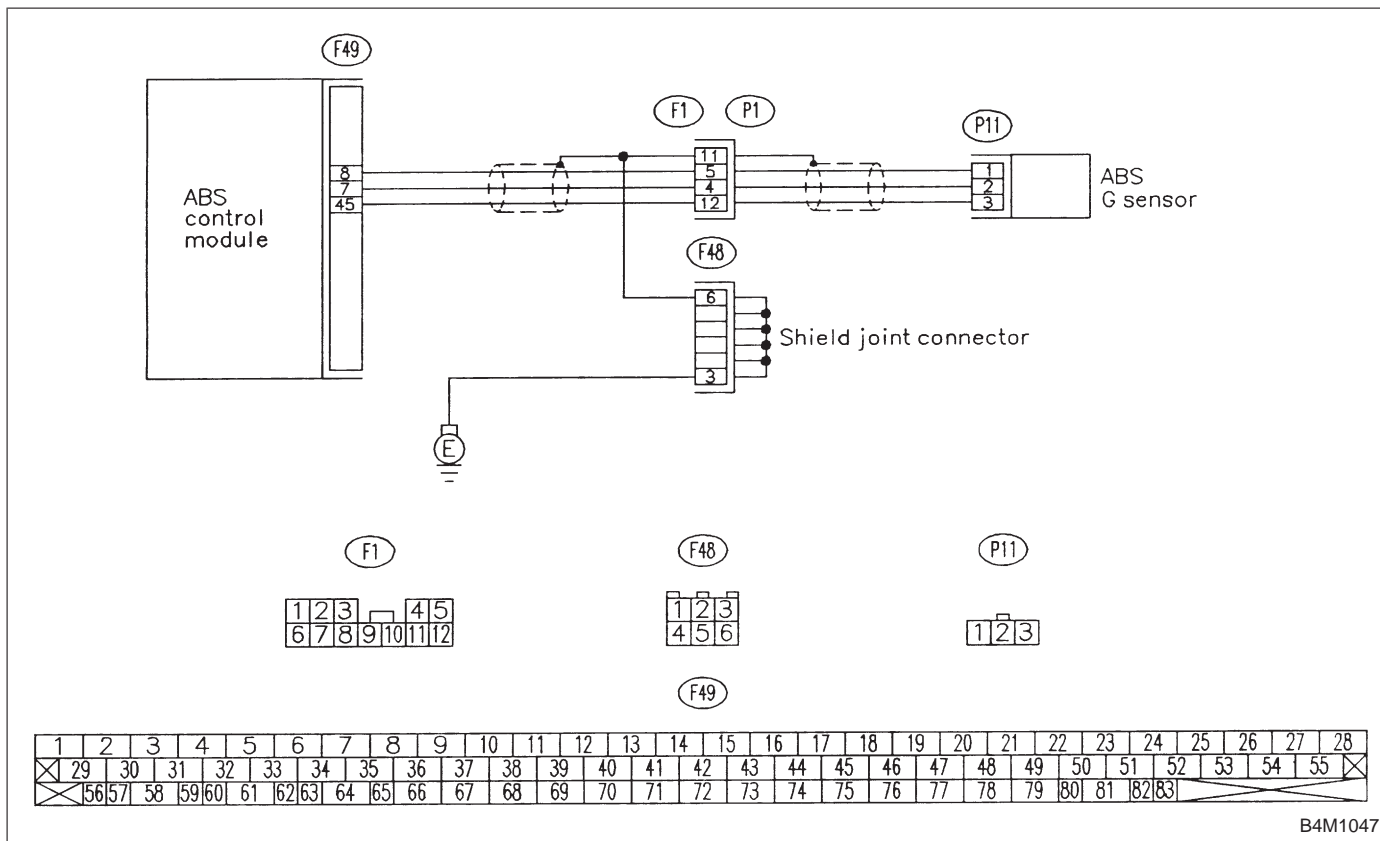 F49
F1 P1
P11
ABS
control
module
8
7
45
11
5
4
12
1
2
3
ABS
G sensor
F48
6
3
Shield joint connector
E
F1
F48
P11
1 2 3 4 5
6 7 8 9 10 11 12
1 2 3
4 5 6
1 2 3
F49
1 2 3 4 5 6 7 8 9 10 11 12 13 14 15 16 17 18 19 20 21 22 23 24 25 26 27 28
29 30 31 32 33 34 35 36 37 38 39 40 41 42 43 44 45 46 47 48 49 50 51 52 53 54 55
56 57 58 59 60 61 62 63 64 65 66 67 68 69 70 71 72 73 74 75 76 77 78 79 80 81 82 83
B4M1047